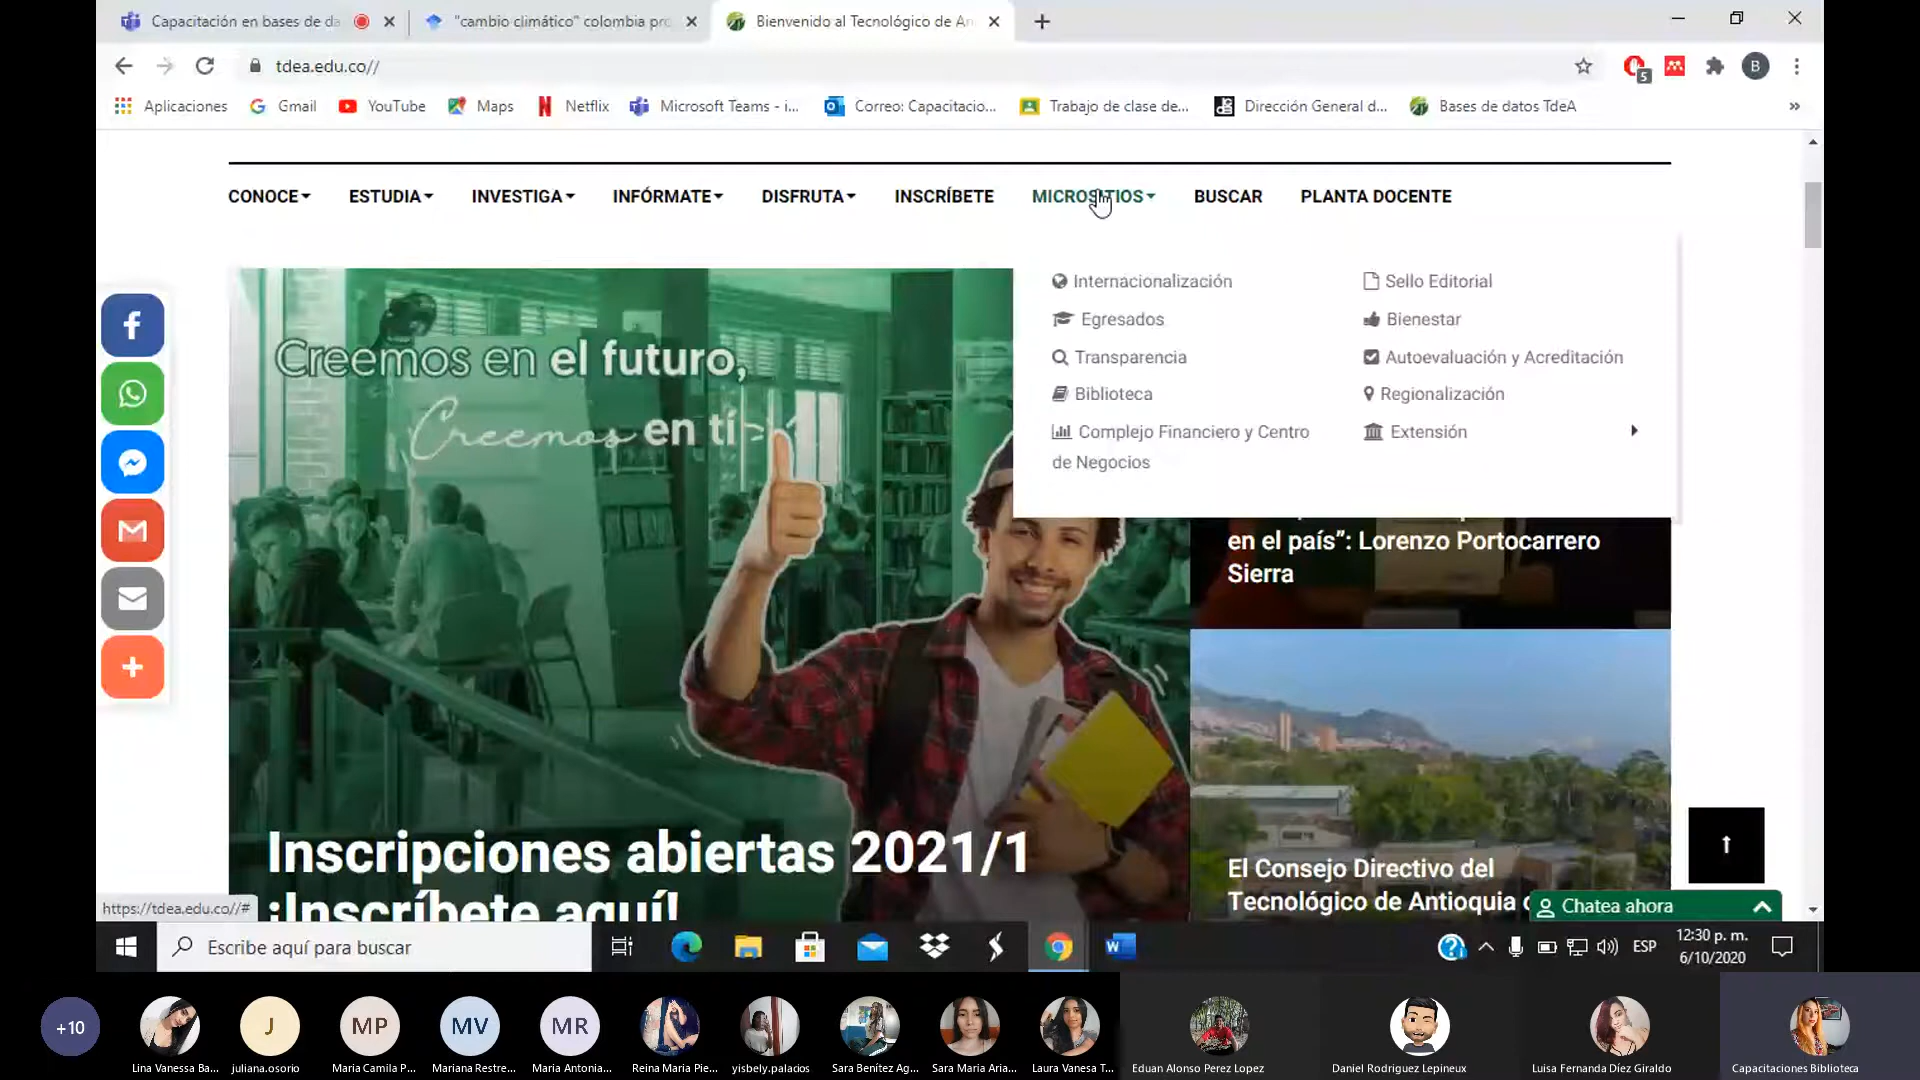 Capacitación en bases de da
"cambio climático" colombia pro
Bienvenido al Tecnológico de An
tdea.edu.co//
5
B
Aplicaciones
Gmail
YouTube
Maps
Netflix
Microsoft Teams - i...
Correo: Capacitacio...
Trabajo de clase de...
Dirección General d...
Bases de datos TdeA
»
CONOCE
ESTUDIA
INVESTIGA
INFÓRMATE
DISFRUTA
INSCRÍBETE
MICROSITIOS
BUSCAR
PLANTA DOCENTE
Internacionalización
Sello Editorial
Egresados
Bienestar
Transparencia
Autoevaluación y Acreditación
Biblioteca
Regionalización
Complejo Financiero y Centro
de Negocios
Extensión
Creemos en el futuro,
Creemos en ti
en el país”: Lorenzo Portocarrero
Sierra
Inscripciones abiertas 2021/1
¡Inscríbete aquí!
El Consejo Directivo del
Tecnológico de Antioquia
Chatea ahora
https://tdea.edu.co//#
Escribe aquí para buscar
ESP
12:30 p. m.
6/10/2020
+10
J
MP
MV
MR
Lina Vanessa Ba...
juliana.osorio
Maria Camila P...
Mariana Restre...
Maria Antonia...
Reina Maria Pie...
yisbely.palacios
Sara Benítez Ag...
Sara María Aria...
Laura Vanesa T...
Eduan Alonso Perez Lopez
Daniel Rodriguez Lepineux
Luisa Fernanda Díez Giraldo
Capacitaciones Biblioteca